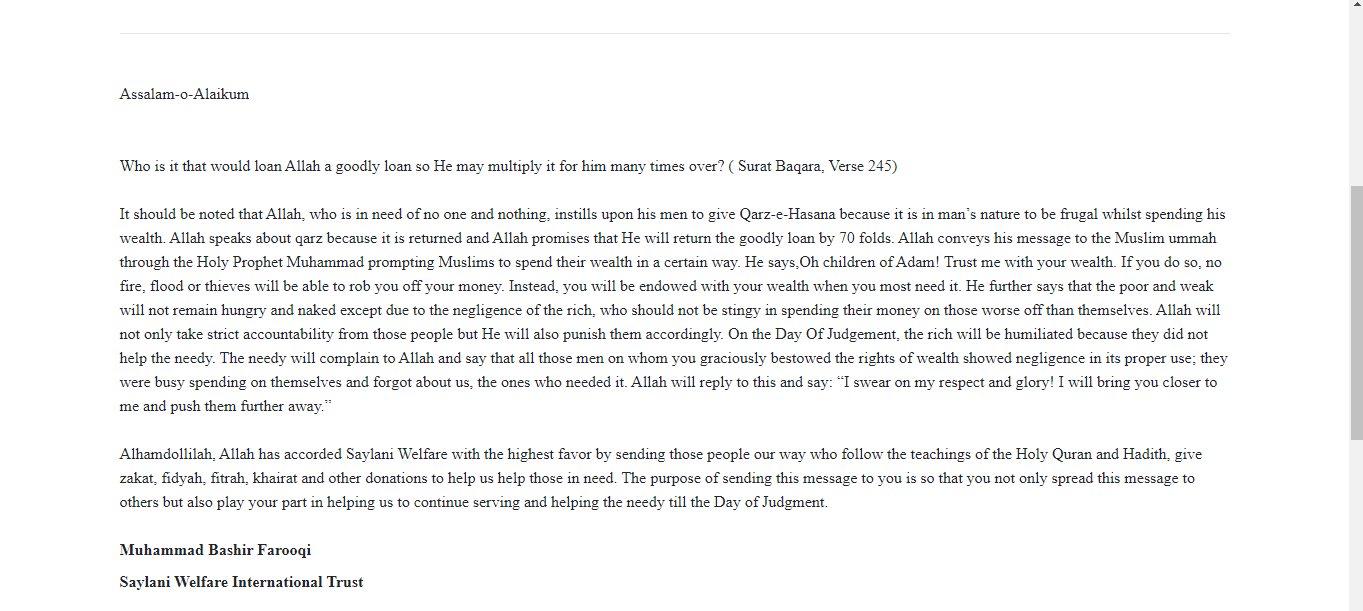 Assalam-o-Alaikum
Who is it that would loan Allah a goodly loan so He may multiply it for him many times over? ( Surat Baqara, Verse 245)
It should be noted that Allah, who is in need of no one and nothing, instills upon his men to give Qarz-e-Hasana because it is in man’s nature to be frugal whilst spending his
wealth. Allah speaks about qarz because it is returned and Allah promises that He will return the goodly loan by 70 folds. Allah conveys his message to the Muslim ummah
through the Holy Prophet Muhammad prompting Muslims to spend their wealth in a certain way. He says,Oh children of Adam! Trust me with your wealth. If you do so, no
fire, flood or thieves will be able to rob you off your money. Instead, you will be endowed with your wealth when you most need it. He further says that the poor and weak
will not remain hungry and naked except due to the negligence of the rich, who should not be stingy in spending their money on those worse off than themselves. Allah will
not only take strict accountability from those people but He will also punish them accordingly. On the Day Of Judgement, the rich will be humiliated because they did not
help the needy. The needy will complain to Allah and say that all those men on whom you graciously bestowed the rights of wealth showed negligence in its proper use; they
were busy spending on themselves and forgot about us, the ones who needed it. Allah will reply to this and say: “I swear on my respect and glory! I will bring you closer to
me and push them further away.”
Alhamdollilah, Allah has accorded Saylani Welfare with the highest favor by sending those people our way who follow the teachings of the Holy Quran and Hadith, give
zakat, fidyah, fitrah, khairat and other donations to help us help those in need. The purpose of sending this message to you is so that you not only spread this message to
others but also play your part in helping us to continue serving and helping the needy till the Day of Judgment.
Muhammad Bashir Farooqi
Saylani Welfare International Trust